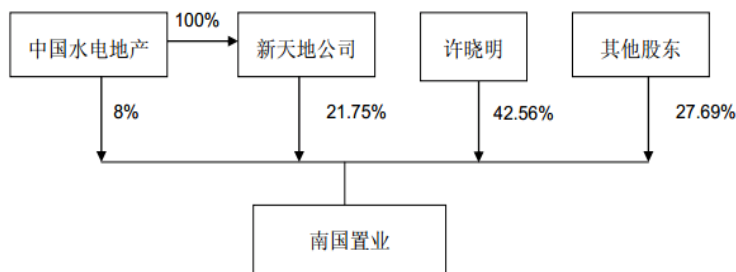 100%
中国水电地产
新天地公司
许晓明
其他股东
8%
21.75%
42.56%
27.69%
南国置业